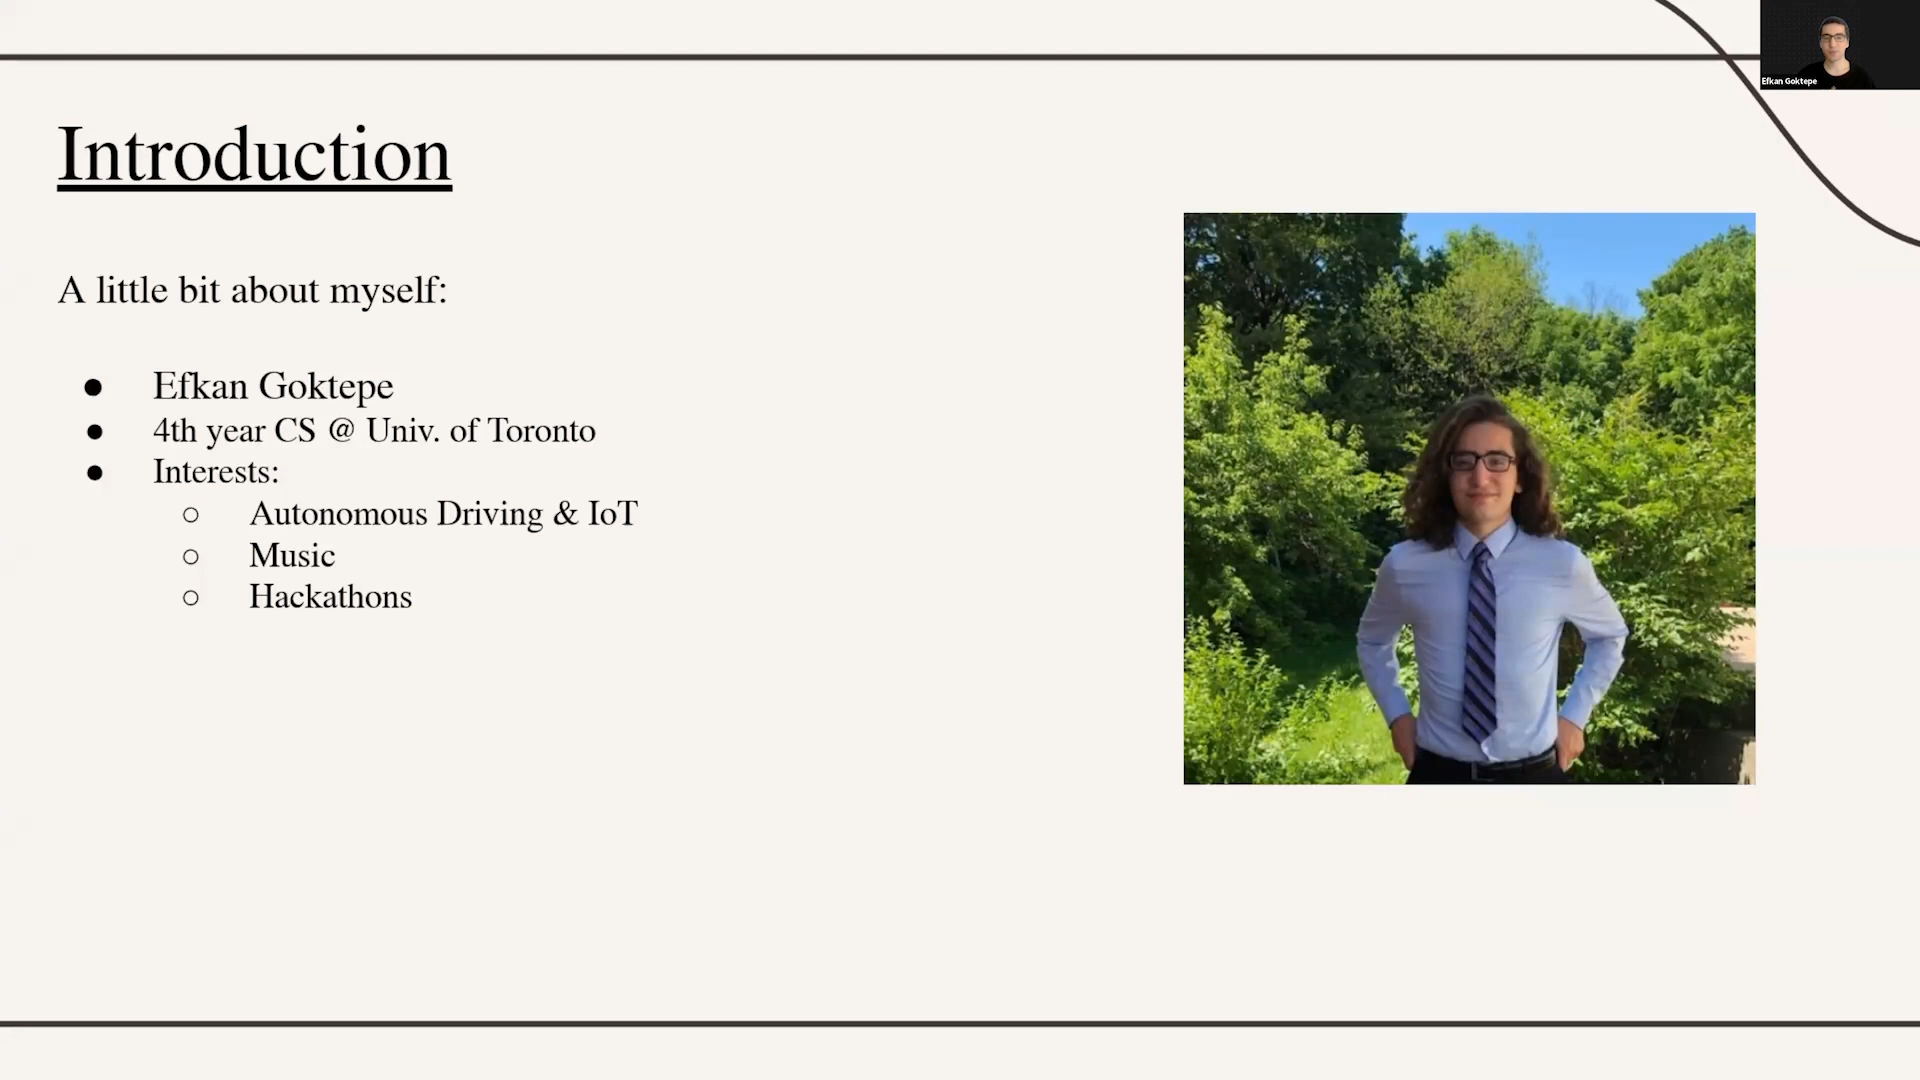 Efkan Goktepe
Introduction
A little bit about myself:
● Efkan Goktepe
● 4th year CS @ Univ. of Toronto
● Interests:
○ Autonomous Driving & IoT
○ Music
○ Hackathons